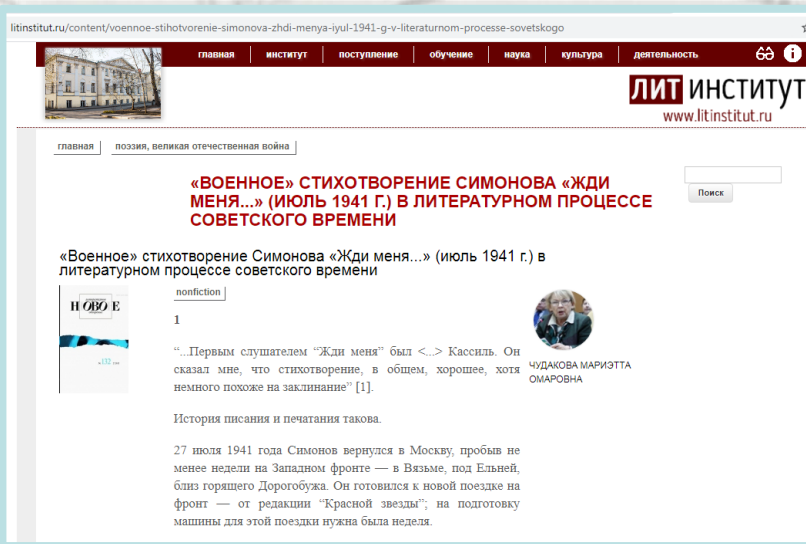 litinstitut.ru/content/voennoe-stihotvorenie-simonova-zhdi-menya-iyul-1941-g-v-literaturnom-processe-sovetskogo
главная институт поступление обучение наука культура деятельность
ЛИТ ИНСТИТУТ
www.litinstitut.ru
главная поэзия, великая отечественная война
«ВОЕННОЕ» СТИХОТВОРЕНИЕ СИМОНОВА «ЖДИ
МЕНЯ...» (ИЮЛЬ 1941 Г.) В ЛИТЕРАТУРНОМ ПРОЦЕССЕ
СОВЕТСКОГО ВРЕМЕНИ
Поиск
«Военное» стихотворение Симонова «Жди меня...» (июль 1941 г.) в
литературном процессе советского времени
nonfiction
НОВОЕ
132
1
“...Первым слушателем “Жди меня” был <...> Кассиль. Он
сказал мне, что стихотворение, в общем, хорошее, хотя
немного похоже на заклинание” [1].
ЧУДАКОВА МАРИЭТТА
ОМАРОВНА
История писания и печатания такова.
27 июля 1941 года Симонов вернулся в Москву, пробыв не
менее недели на Западном фронте — в Вязьме, под Ельней,
близ горящего Дорогобужа. Он готовился к новой поездке на
фронт — от редакции “Красной звезды”; на подготовку
машины для этой поездки нужна была неделя.